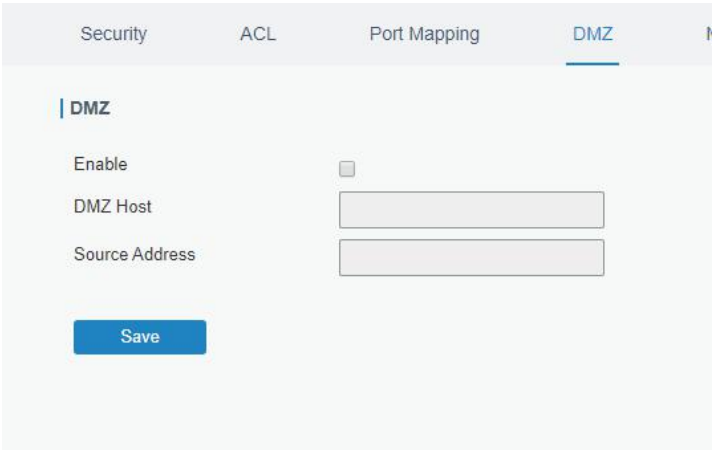 Security ACL Port Mapping DMZ
DMZ
Enable
DMZ Host
Source Address
Save